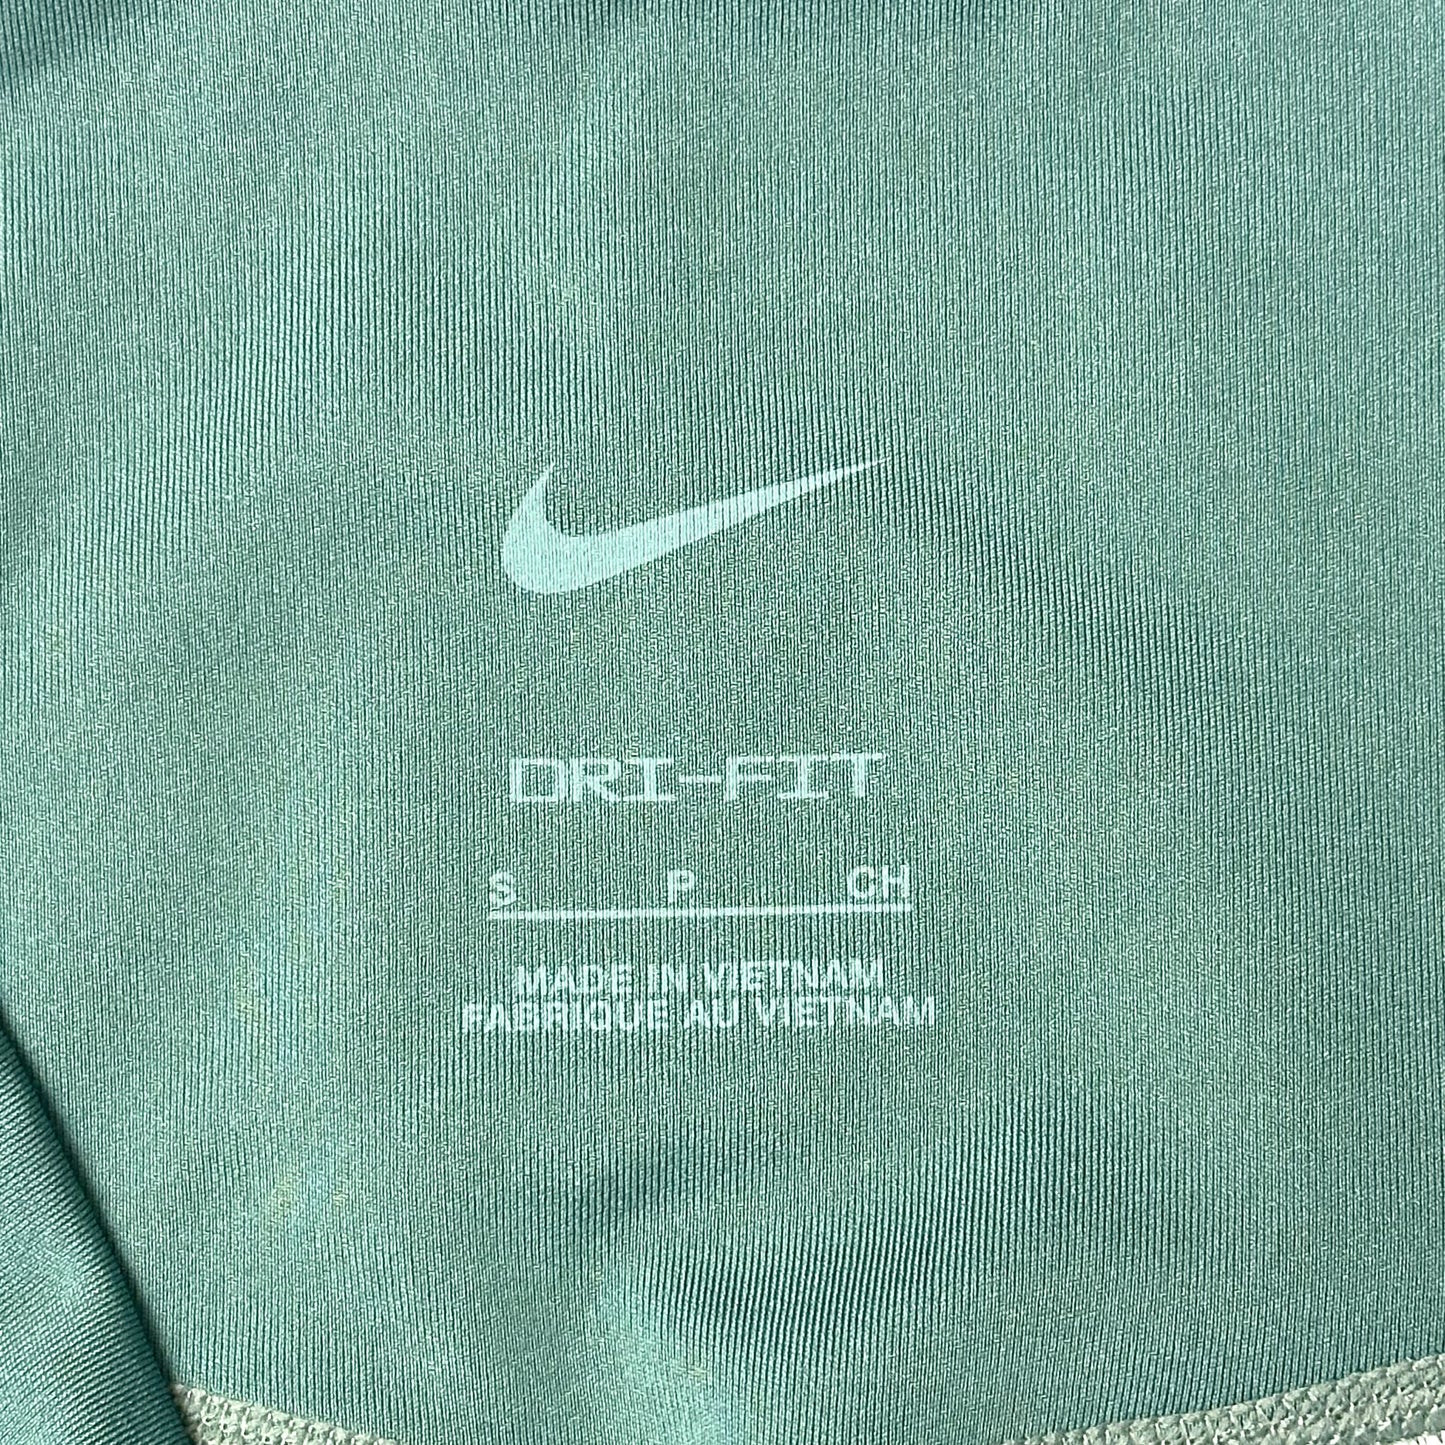 DRI-FIT
S P CH
MADE IN VIETNAM
FABRIQUE AU VIETNAM